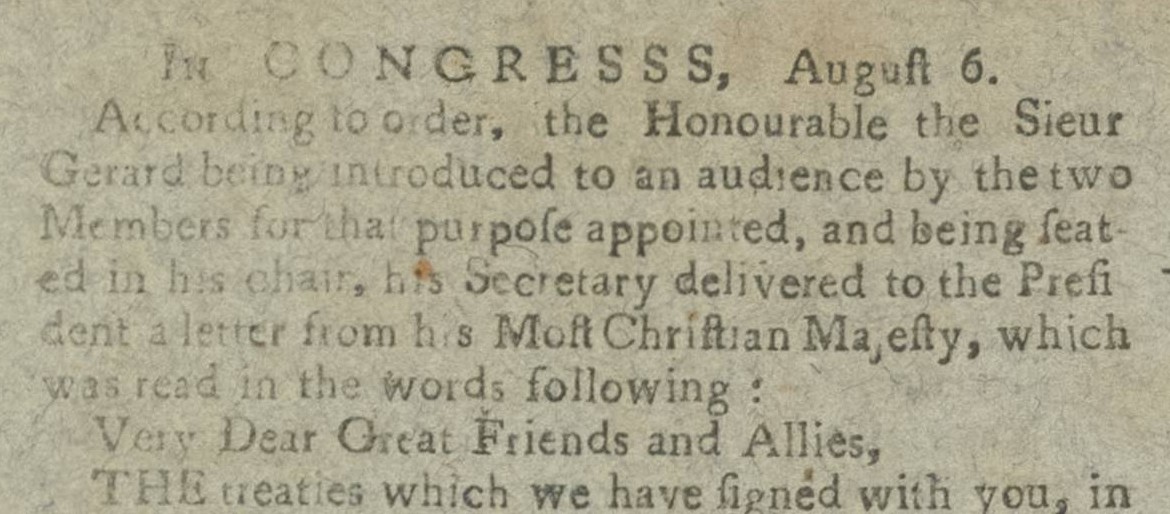 In CONGRESSS, Auguſt 6.
According to order, the Honourable the Sieur
Gerard being introduced to an audience by the two
Members for that purpoſe appointed, and being ſeat-
ed in his chair, his Secretary delivered to the Preſi
dent a letter from his Moſt Chriſtian Majeſty, which
was read in the words following :
Very Dear Great Friends and Allies,
THE treaties which we have ſigned with you, in